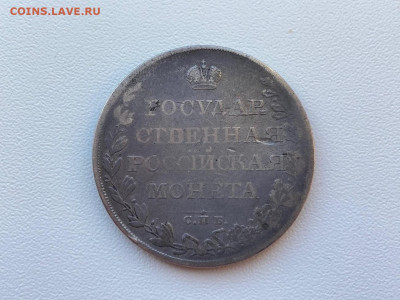 COINS.LAVE.RU
ГОСУДАР
СТВЕННАЯ
РОССІЙСКАЯ
МОНЕТА
С.П.Б.